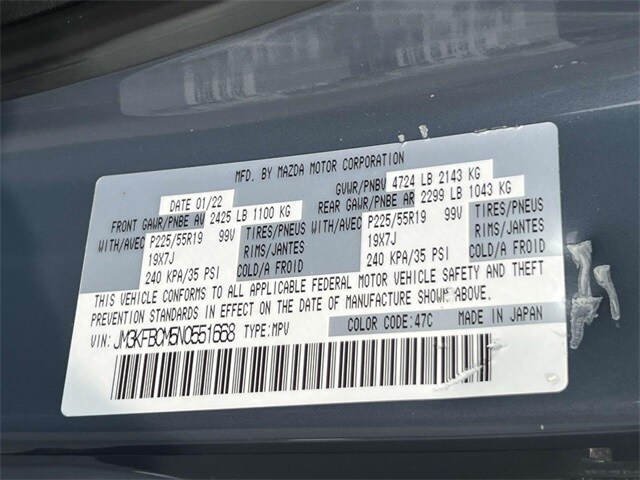 MFD. BY MAZDA MOTOR CORPORATION
DATE 01/22 GVWR/PNBV 4724 LB 2143 KG
FRONT GAWR/PNBE AV 2425 LB 1100 KG REAR GAWR/PNBE AR 2299 LB 1043 KG
WITH/AVEC P225/55R19 99V TIRES/PNEUS WITH/AVEC P225/55R19 99V TIRES/PNEUS
19X7J RIMS/JANTES 19X7J RIMS/JANTES
240 KPA/35 PSI COLD/A FROID 240 KPA/35 PSI COLD/A FROID
THIS VEHICLE CONFORMS TO ALL APPLICABLE FEDERAL MOTOR VEHICLE SAFETY AND THEFT
PREVENTION STANDARDS IN EFFECT ON THE DATE OF MANUFACTURE SHOWN ABOVE.
VIN: JM3KFBCM5N0551668 TYPE: MPV COLOR CODE: 47C MADE IN JAPAN